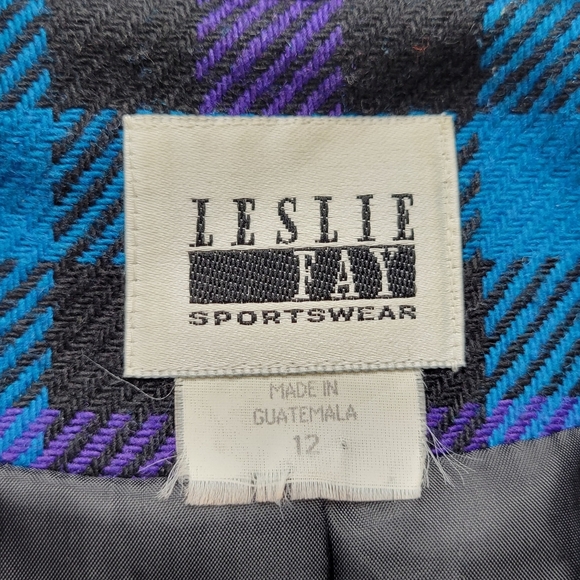 LESLIE
FAY
SPORTSWEAR
MADE IN
GUATEMALA
12